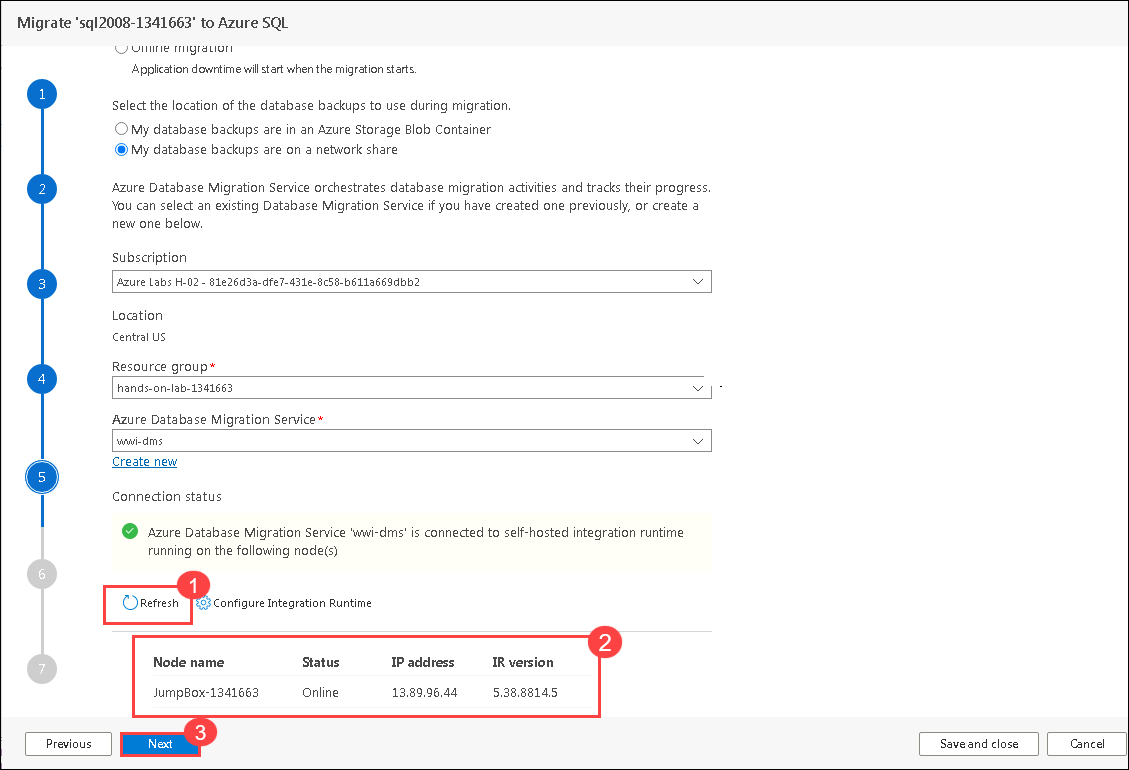 Migrate 'sql2008-1341663' to Azure SQL
Offline migration
Application downtime will start when the migration starts.
1
Select the location of the database backups to use during migration.
My database backups are in an Azure Storage Blob Container
My database backups are on a network share
2
Azure Database Migration Service orchestrates database migration activities and tracks their progress.
You can select an existing Database Migration Service if you have created one previously, or create a
new one below.
Subscription
3
Azure Labs H-02 - 81e26d3a-dfe7-431e-8c58-b611a669dbb2
Location
Central US
Resource group*
4
hands-on-lab-1341663
Azure Database Migration Service*
wwi-dms
Create new
5
Connection status
Azure Database Migration Service 'wwi-dms' is connected to self-hosted integration runtime
running on the following node(s)
6
1
Refresh
Configure Integration Runtime
2
Node name Status IP address IR version
7
JumpBox-1341663 Online 13.89.96.44 5.38.8814.5
3
Previous Next Save and close Cancel